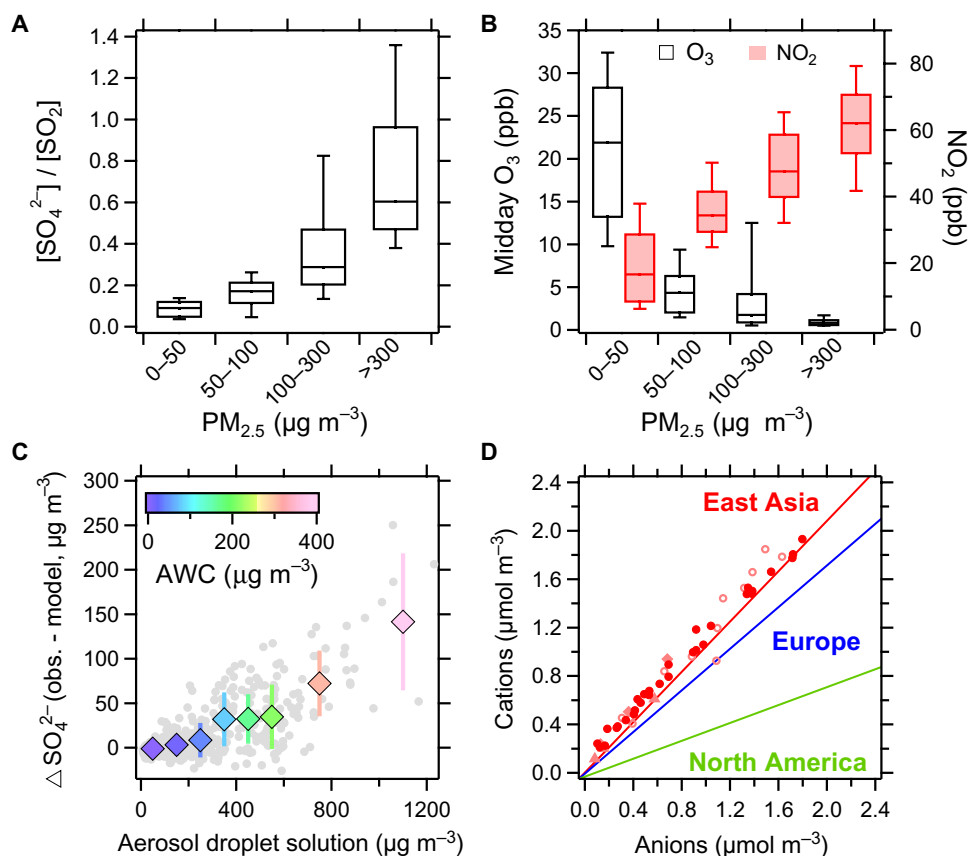 A
1.4
1.2
1.0
0.8
0.6
0.4
0.2
0.0
[SO₄²⁻] / [SO₂]
0–50
50–100
100–300
>300
PM₂.₅ (µg m⁻³)
B
35
30
25
20
15
10
5
0
Midday O₃ (ppb)
O₃
NO₂
80
60
40
20
0
NO₂ (ppb)
0–50
50–100
100–300
>300
PM₂.₅ (µg m⁻³)
C
300
250
200
150
100
50
0
△ SO₄²⁻ (obs. - model, µg m⁻³)
0 200 400
AWC (µg m⁻³)
0 400 800 1200
Aerosol droplet solution (µg m⁻³)
D
2.4
2.0
1.6
1.2
0.8
0.4
0.0
Cations (µmol m⁻³)
East Asia
Europe
North America
0.0 0.4 0.8 1.2 1.6 2.0 2.4
Anions (µmol m⁻³)